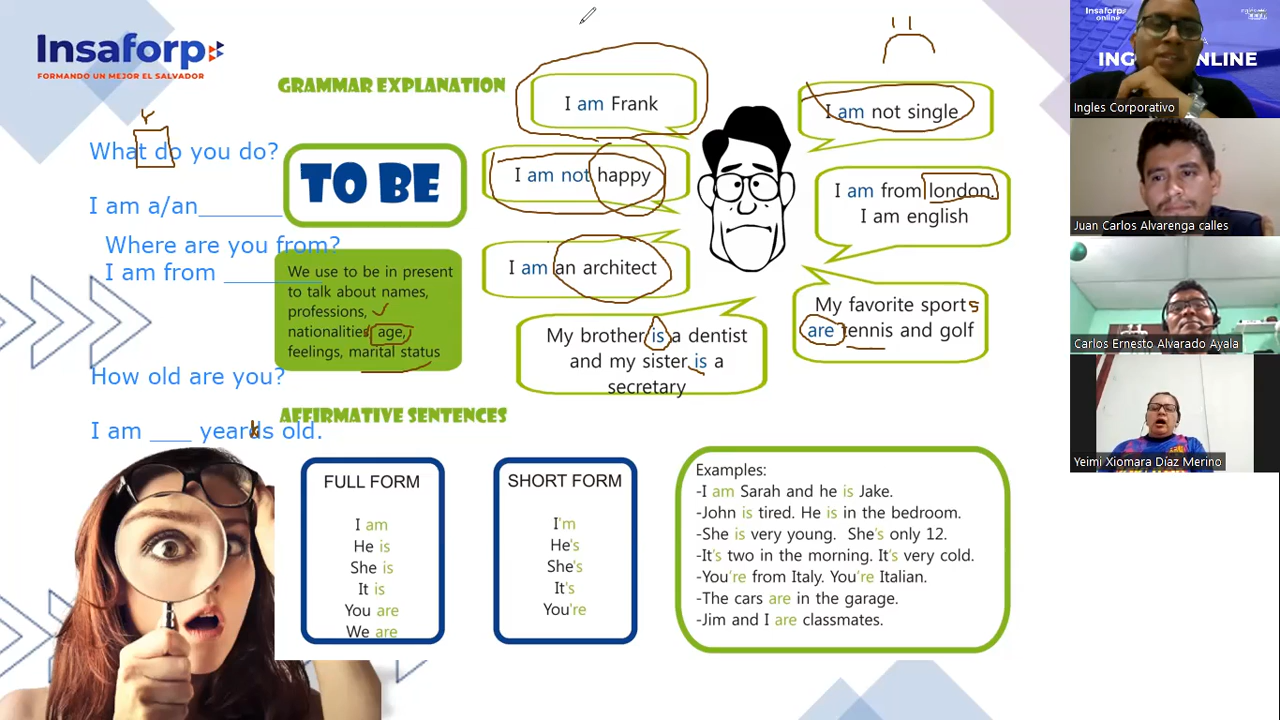 Insaforp
FORMANDO UN MEJOR EL SALVADOR
GRAMMAR EXPLANATION
What do you do?
Y
I am a/an______
Where are you from?
I am from ______
TO BE
We use to be in present
to talk about names,
professions,
nationalities, age,
feelings, marital status
How old are you?
I am ___ years old.
I am Frank
I am not happy
I am an architect
My brother is a dentist
and my sister is a
secretary
I am not single
I am from london.
I am english
My favorite sports
are tennis and golf
AFFIRMATIVE SENTENCES
FULL FORM
I am
He is
She is
It is
You are
We are
SHORT FORM
I'm
He's
She's
It's
You're
Examples:
-I am Sarah and he is Jake.
-John is tired. He is in the bedroom.
-She is very young. She's only 12.
-It's two in the morning. It's very cold.
-You're from Italy. You're Italian.
-The cars are in the garage.
-Jim and I are classmates.
Insaforp
online
ING
NLINE
Ingles Corporativo
Juan Carlos Alvarenga calles
Carlos Ernesto Alvarado Ayala
Yeimi Xiomara Díaz Merino